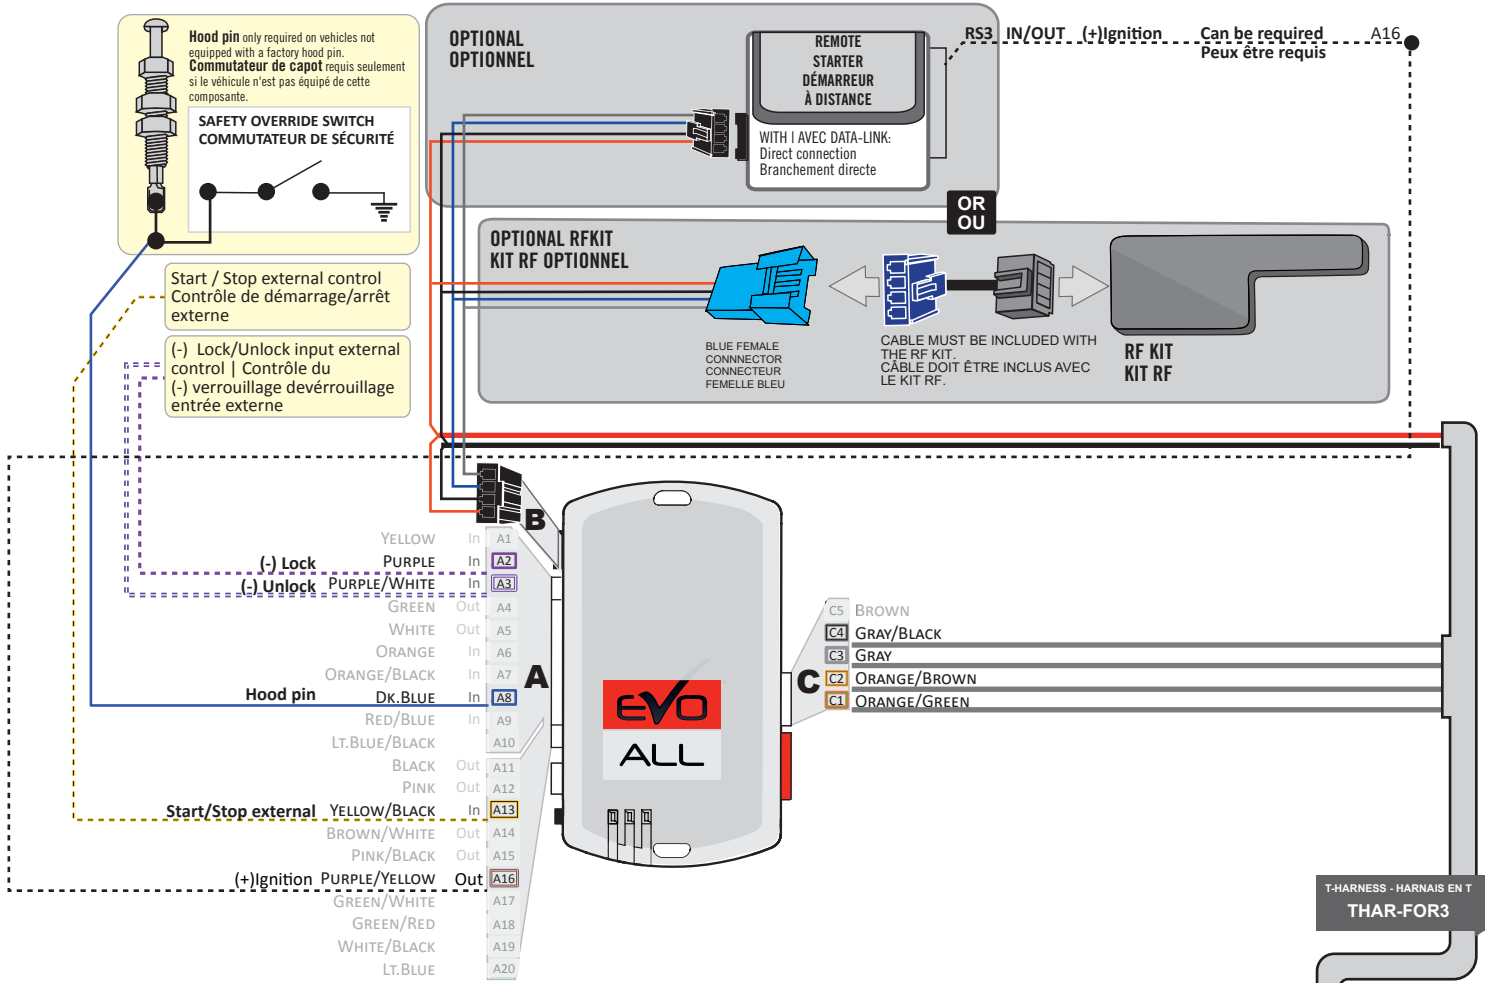 Hood pin only required on vehicles not
equipped with a factory hood pin.
Commutateur de capot requis seulement
si le véhicule n'est pas équipé de cette
composante.
SAFETY OVERRIDE SWITCH
COMMUTATEUR DE SÉCURITÉ
Start / Stop external control
Contrôle de démarrage/arrêt
externe
(-) Lock/Unlock input external
control | Contrôle du
(-) verrouillage devérrouillage
entrée externe
OPTIONAL
OPTIONNEL
REMOTE
STARTER
DÉMARREUR
À DISTANCE
WITH | AVEC DATA-LINK:
Direct connection
Branchement directe
RS3 IN/OUT (+)Ignition Can be required A16
Peux être requis
OR
OU
OPTIONAL RFKIT
KIT RF OPTIONNEL
BLUE FEMALE
CONNNECTOR
CONNECTEUR
FEMELLE BLEU
CABLE MUST BE INCLUDED WITH
THE RF KIT.
CÂBLE DOIT ÊTRE INCLUS AVEC
LE KIT RF.
RF KIT
KIT RF
B
YELLOW In A1
(-) Lock PURPLE In A2
(-) Unlock PURPLE/WHITE In A3
GREEN Out A4
WHITE Out A5
ORANGE In A6
ORANGE/BLACK In A7
Hood pin DK.BLUE In A8
RED/BLUE In A9
LT.BLUE/BLACK A10
BLACK Out A11
PINK Out A12
Start/Stop external YELLOW/BLACK In A13
BROWN/WHITE Out A14
PINK/BLACK Out A15
(+)Ignition PURPLE/YELLOW Out A16
GREEN/WHITE A17
GREEN/RED A18
WHITE/BLACK A19
LT.BLUE A20
A
EVO
ALL
C
C5 BROWN
C4 GRAY/BLACK
C3 GRAY
C2 ORANGE/BROWN
C1 ORANGE/GREEN
T-HARNESS - HARNAIS EN T
THAR-FOR3